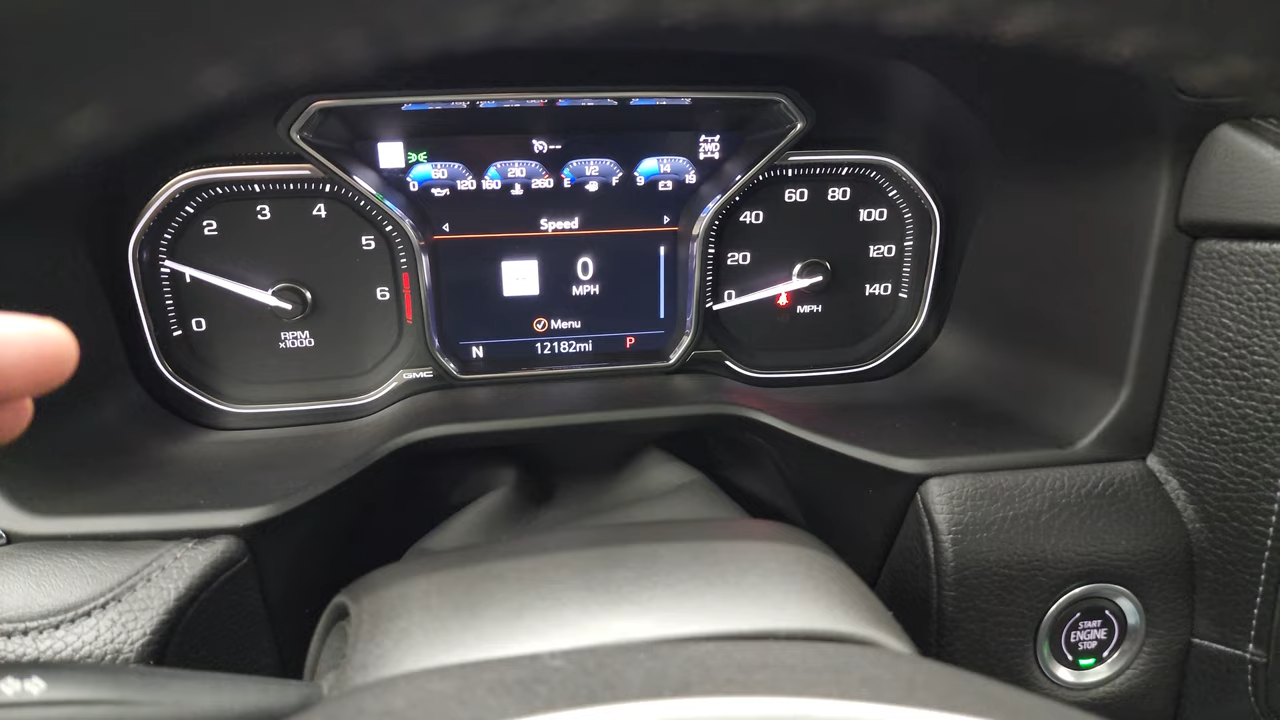 2WD
60
0 120
210
160 260
1/2
E F
14
9 19
Speed
0
MPH
Menu
N 12182mi P
0
1
2
3
4
5
6
RPM
x1000
GMC
0
20
40
60
80
100
120
140
MPH
START
ENGINE
STOP